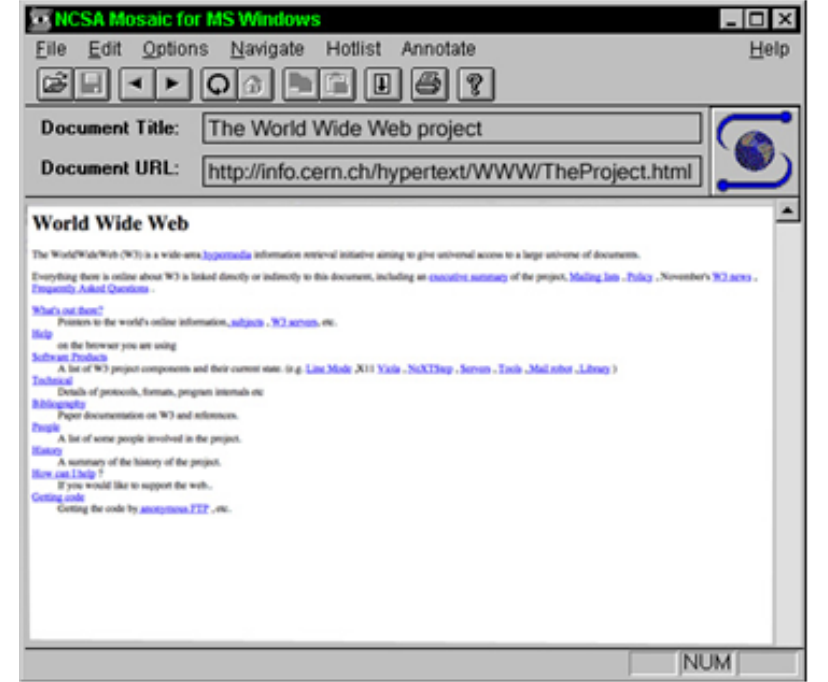 NCSA Mosaic for MS Windows
File Edit Options Navigate Hotlist Annotate Help
Document Title: The World Wide Web project
Document URL: http://info.cern.ch/hypertext/WWW/TheProject.html
World Wide Web
The WorldWideWeb (W3) is a wide-area hypermedia information retrieval initiative aiming to give universal access to a large universe of documents.
Everything there is online about W3 is linked directly or indirectly to this document, including an executive summary of the project, Mailing lists , Policy , November's W3 news ,
Frequently Asked Questions .
What's out there?
Pointers to the world's online information, subjects , W3 servers, etc.
Help
on the browser you are using
Software Products
A list of W3 project components and their current state. (e.g. Line Mode ,X11 Viola , NeXTStep , Servers , Tools , Mail robot , Library )
Technical
Details of protocols, formats, program internals etc
Bibliography
Paper documentation on W3 and references.
People
A list of some people involved in the project.
History
A summary of the history of the project.
How can I help ?
If you would like to support the web..
Getting code
Getting the code by anonymous FTP , etc.
NUM